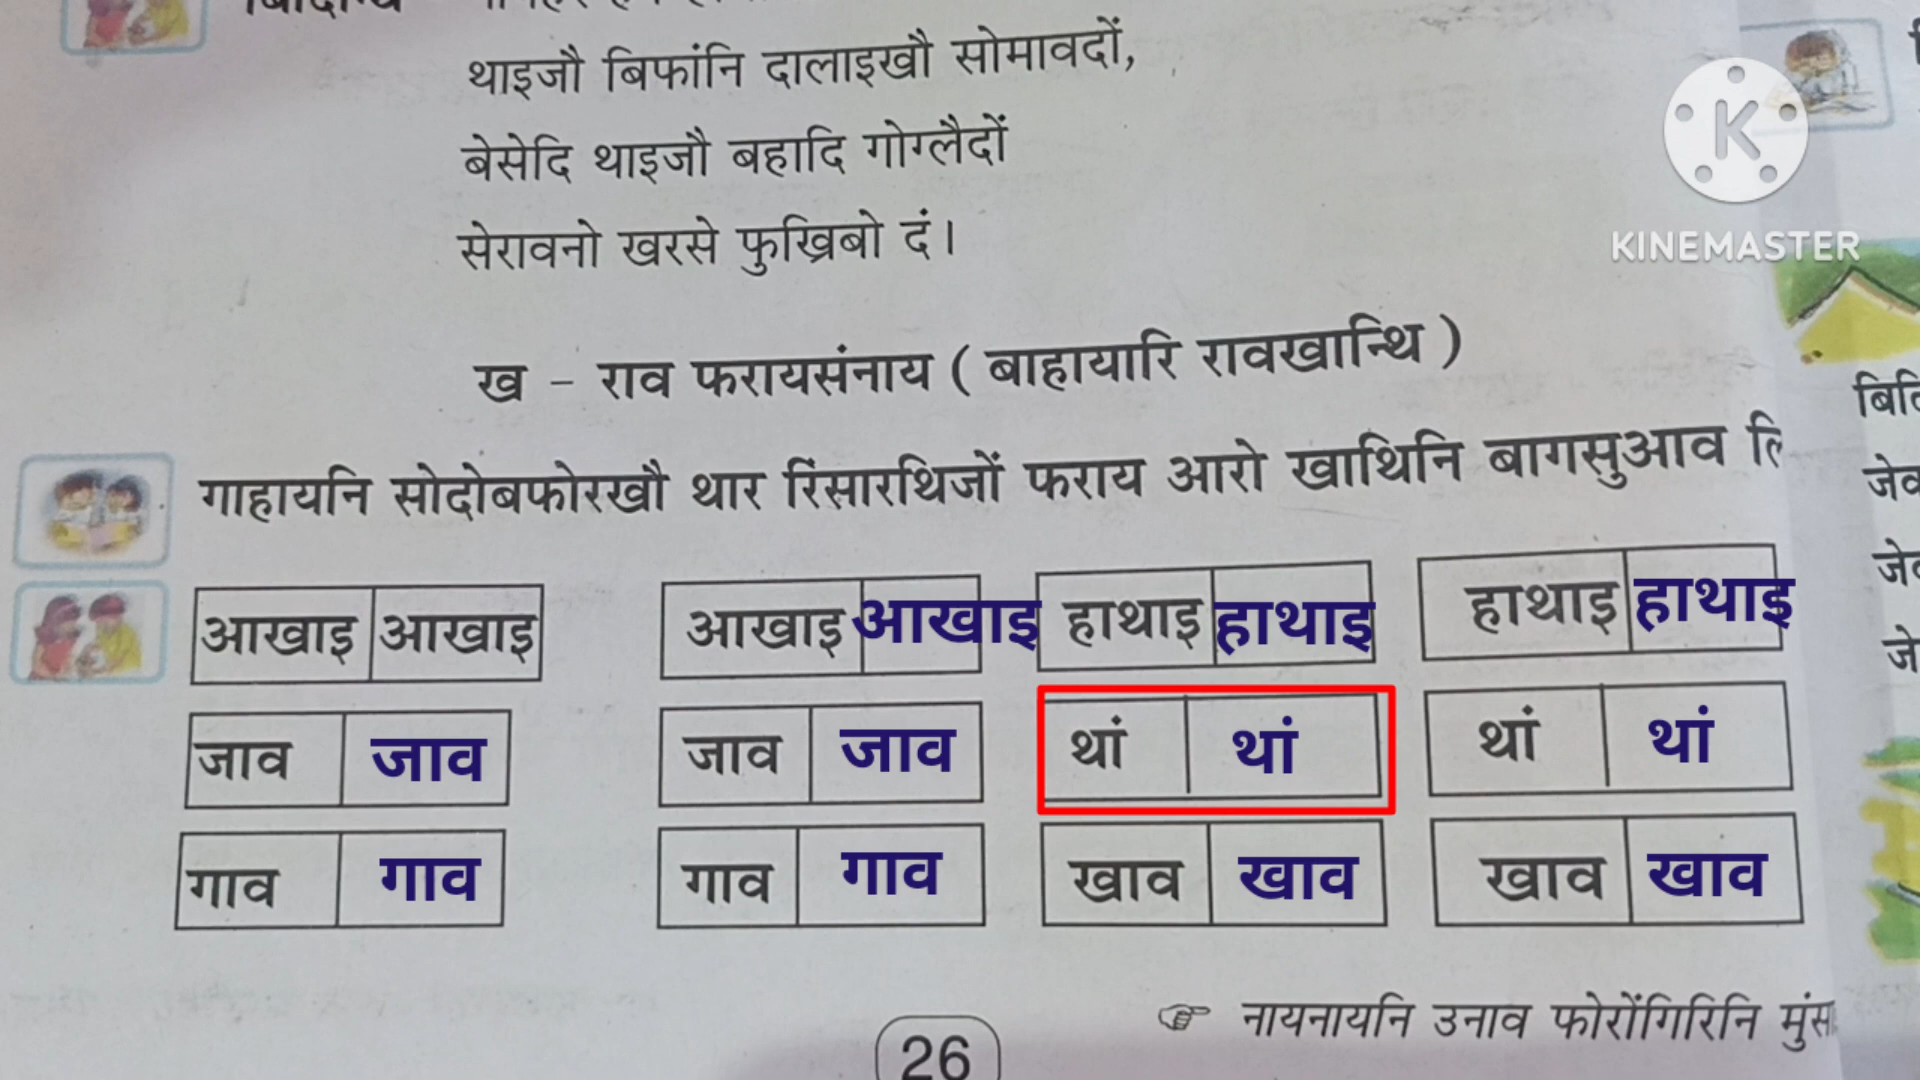 थाइजौ बिफांनि दालाइखौ सोमावदों,
बेसेदि थाइजौ बहादि गोग्लैदों
सेरावनो खरसे फुख्रिबो दं।
KINEMASTER
ख – राव फरायसंनाय ( बाहायारि रावखान्थि )
गाहायनि सोदोबफोरखौ थार रिंसारथिजों फराय आरो खाथिनि बागसुआव
आखाइ आखाइ आखाइ आखाइ हाथाइ हाथाइ हाथाइ हाथाइ
जाव जाव जाव जाव थां थां थां थां
गाव गाव गाव गाव खाव खाव खाव खाव
☞ नायनायनि उनाव फोरोंगिरिनि
26